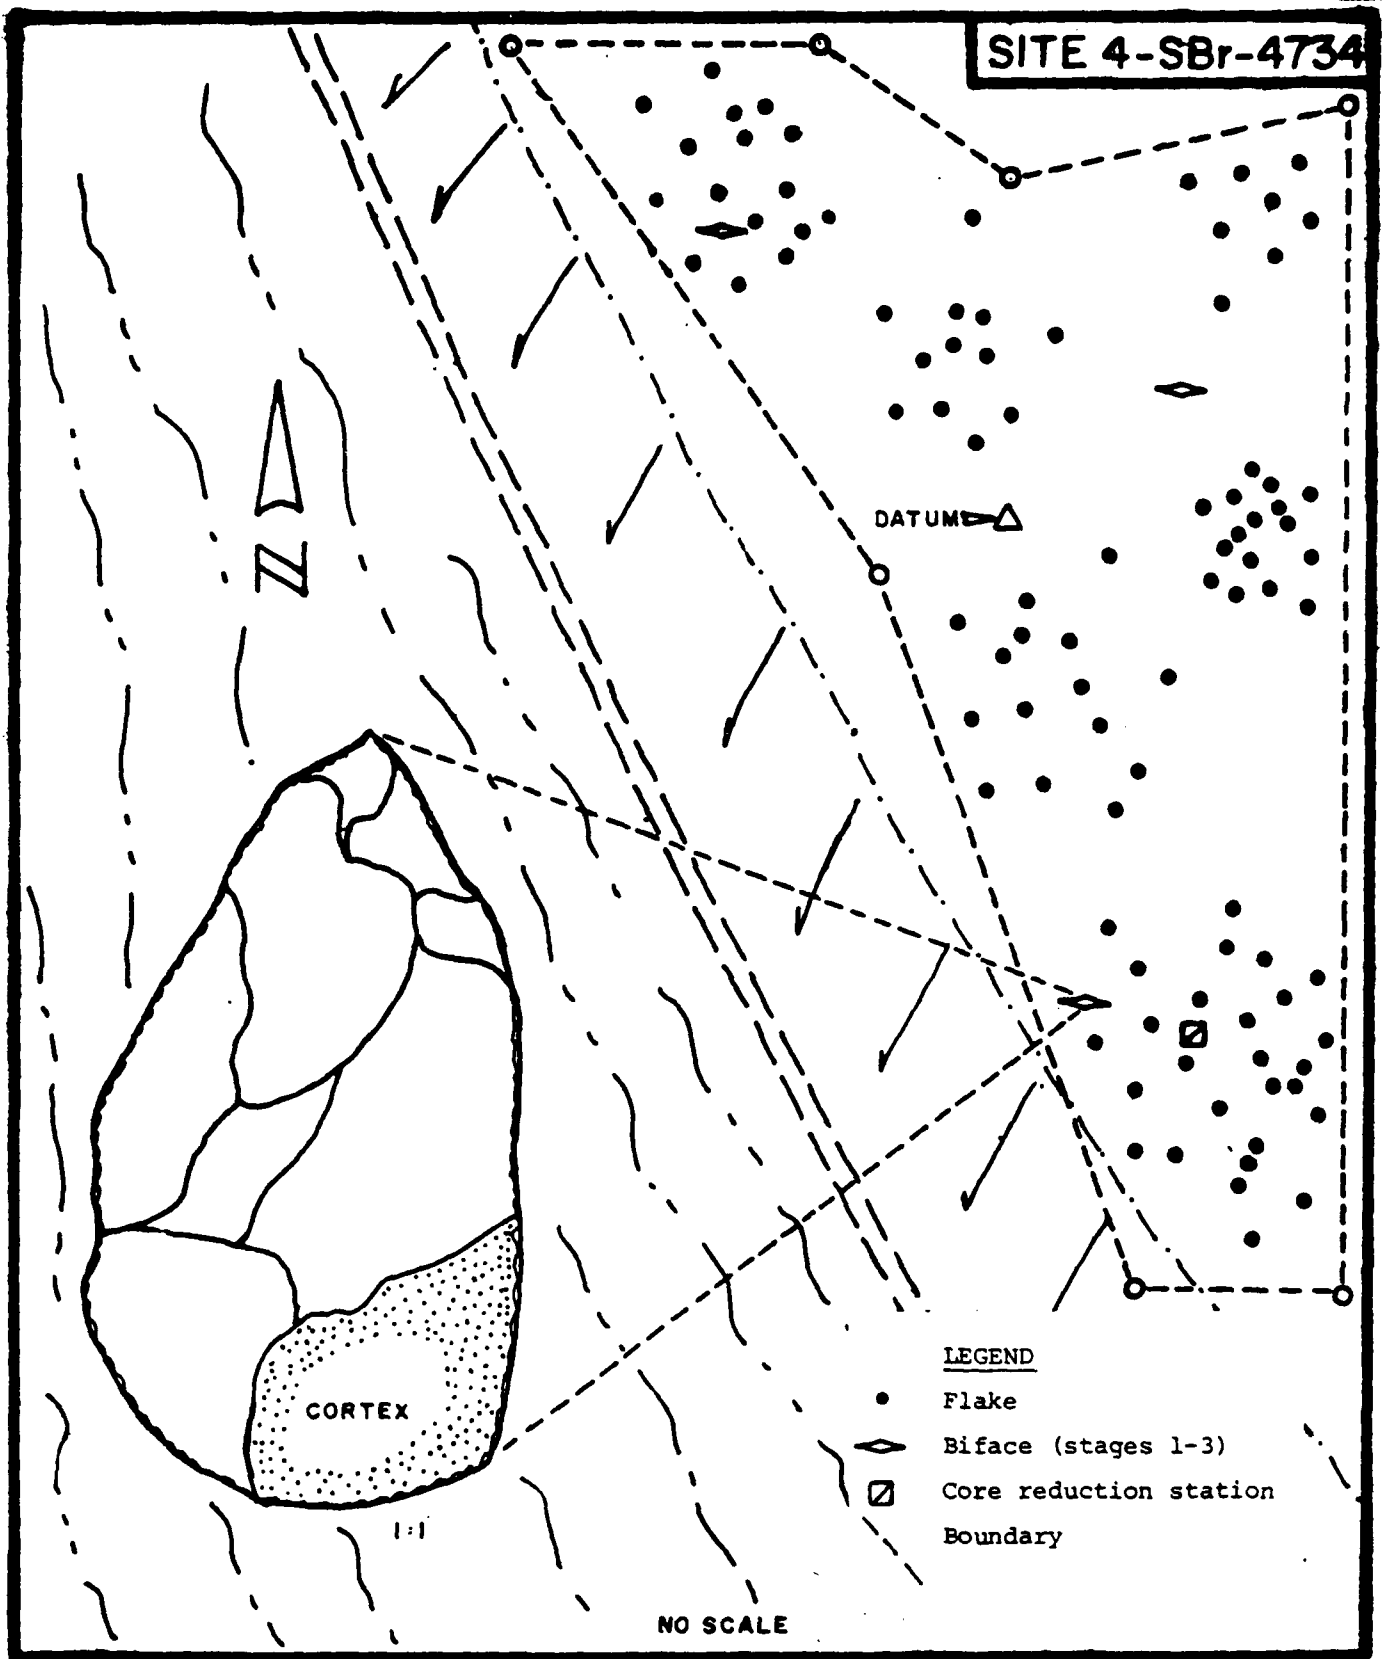 SITE 4-SBr-4734
N
DATUM
CORTEX
1:1
LEGEND
Flake
Biface (stages 1-3)
Core reduction station
Boundary
NO SCALE